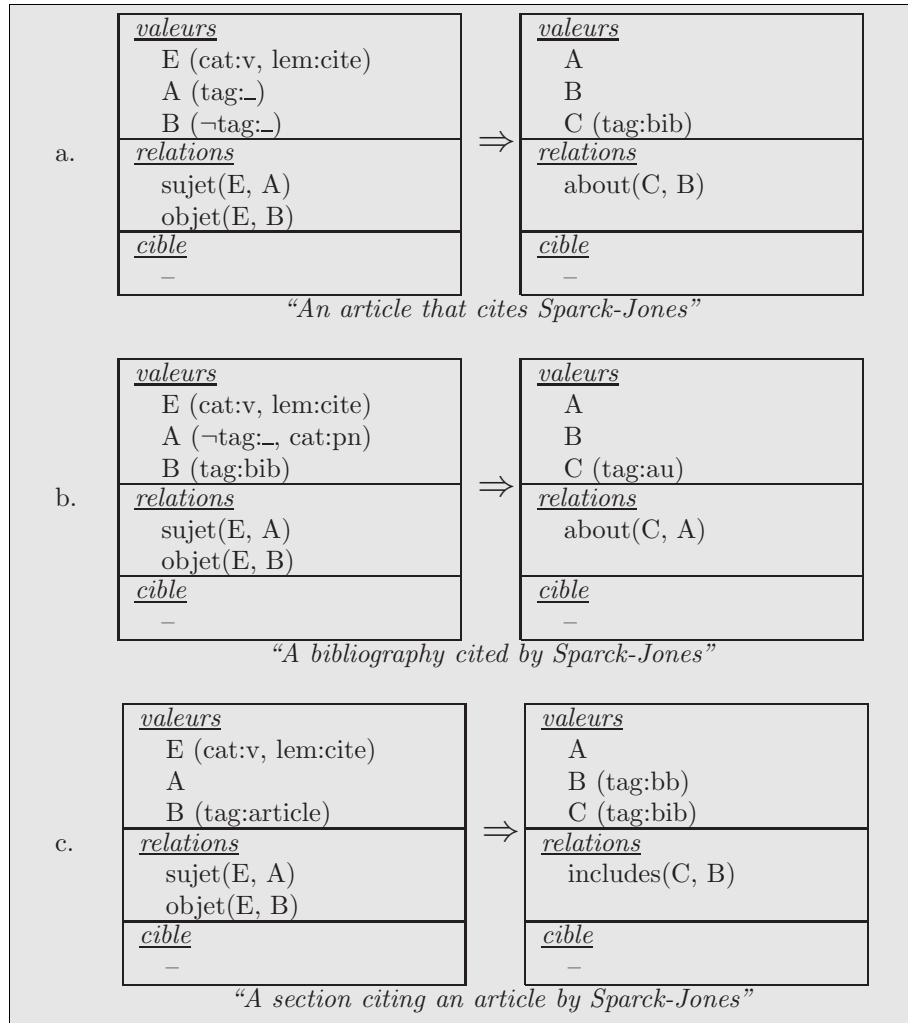 a.
valeurs
E (cat:v, lem:cite)
A (tag:_)
B (¬tag:_)
relations
sujet(E, A)
objet(E, B)
cible
–
⇒
valeurs
A
B
C (tag:bib)
relations
about(C, B)
cible
–
“An article that cites Sparck-Jones”
b.
valeurs
E (cat:v, lem:cite)
A (¬tag:_, cat:pn)
B (tag:bib)
relations
sujet(E, A)
objet(E, B)
cible
–
⇒
valeurs
A
B
C (tag:au)
relations
about(C, A)
cible
–
“A bibliography cited by Sparck-Jones”
c.
valeurs
E (cat:v, lem:cite)
A
B (tag:article)
relations
sujet(E, A)
objet(E, B)
cible
–
⇒
valeurs
A
B (tag:bb)
C (tag:bib)
relations
includes(C, B)
cible
–
“A section citing an article by Sparck-Jones”